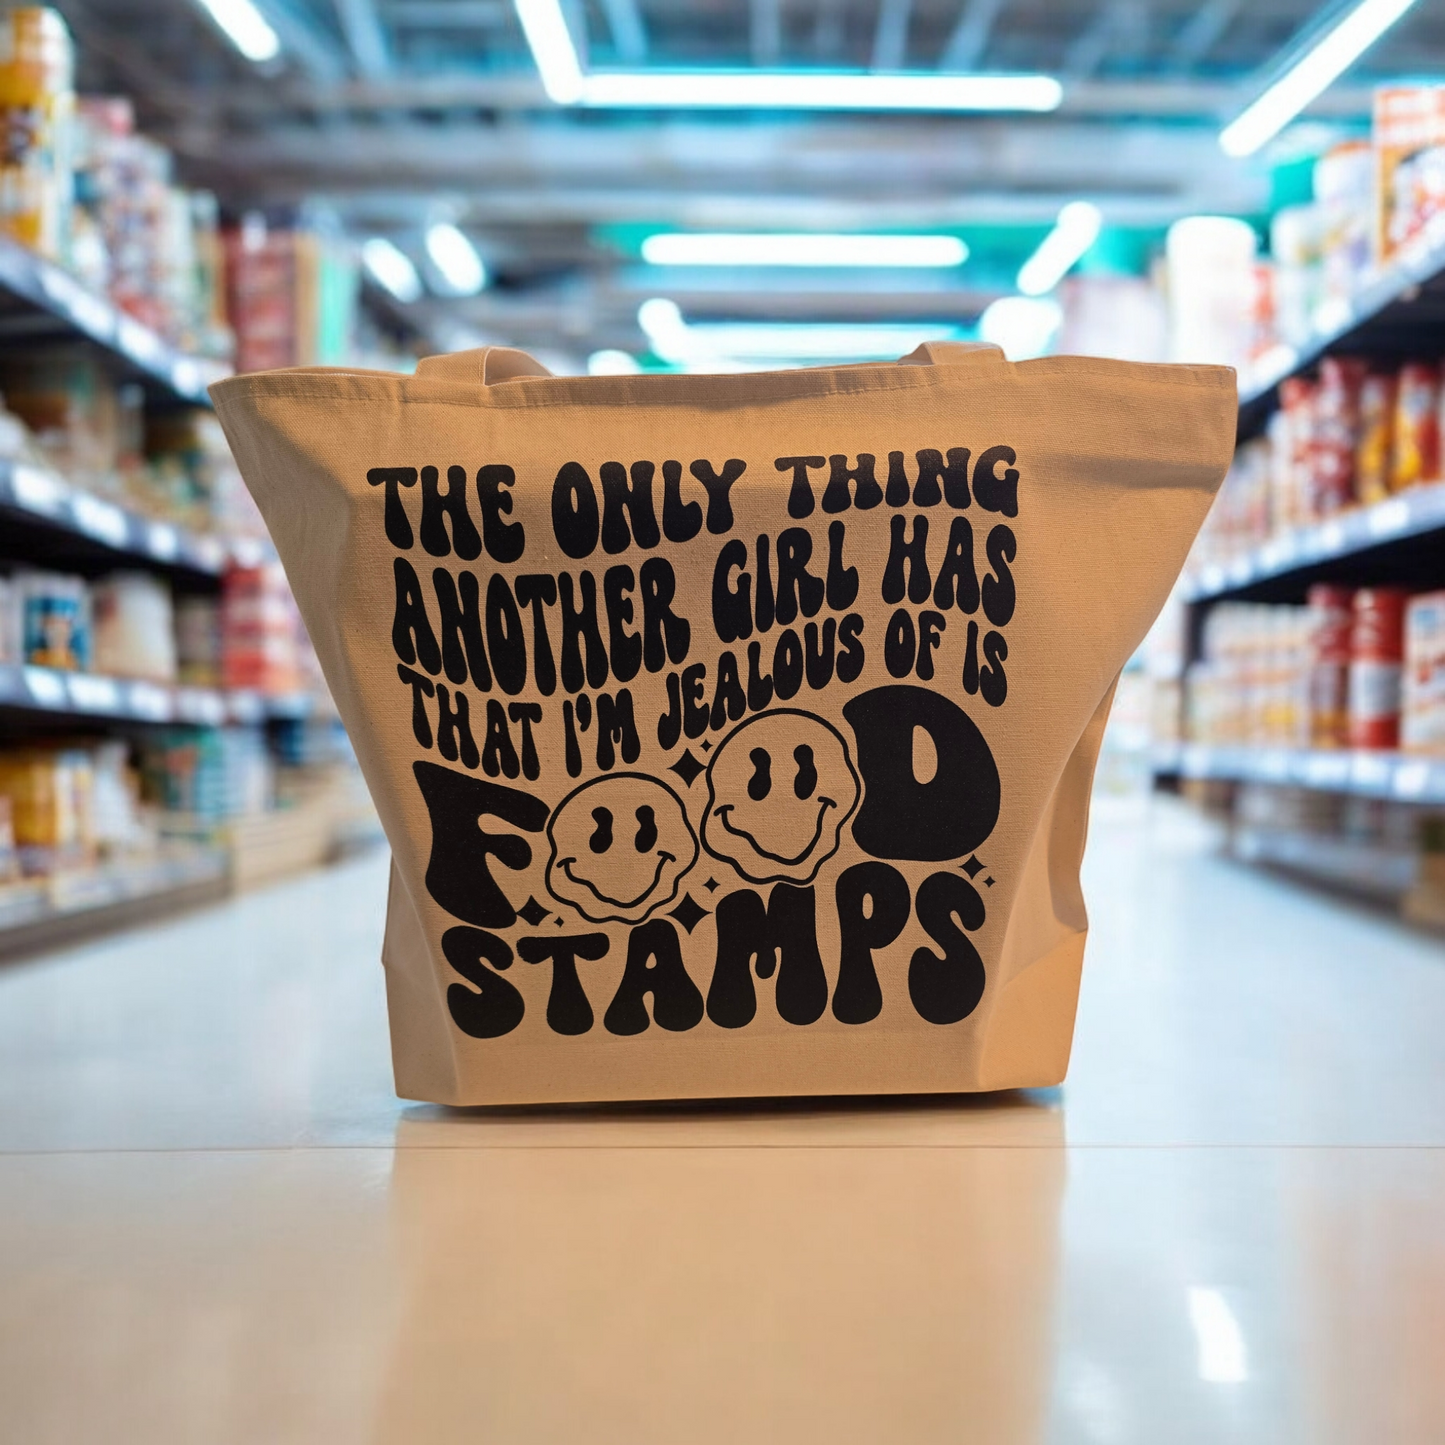 THE ONLY THING
ANOTHER GIRL HAS
THAT I'M JEALOUS OF IS
FOOD
STAMPS